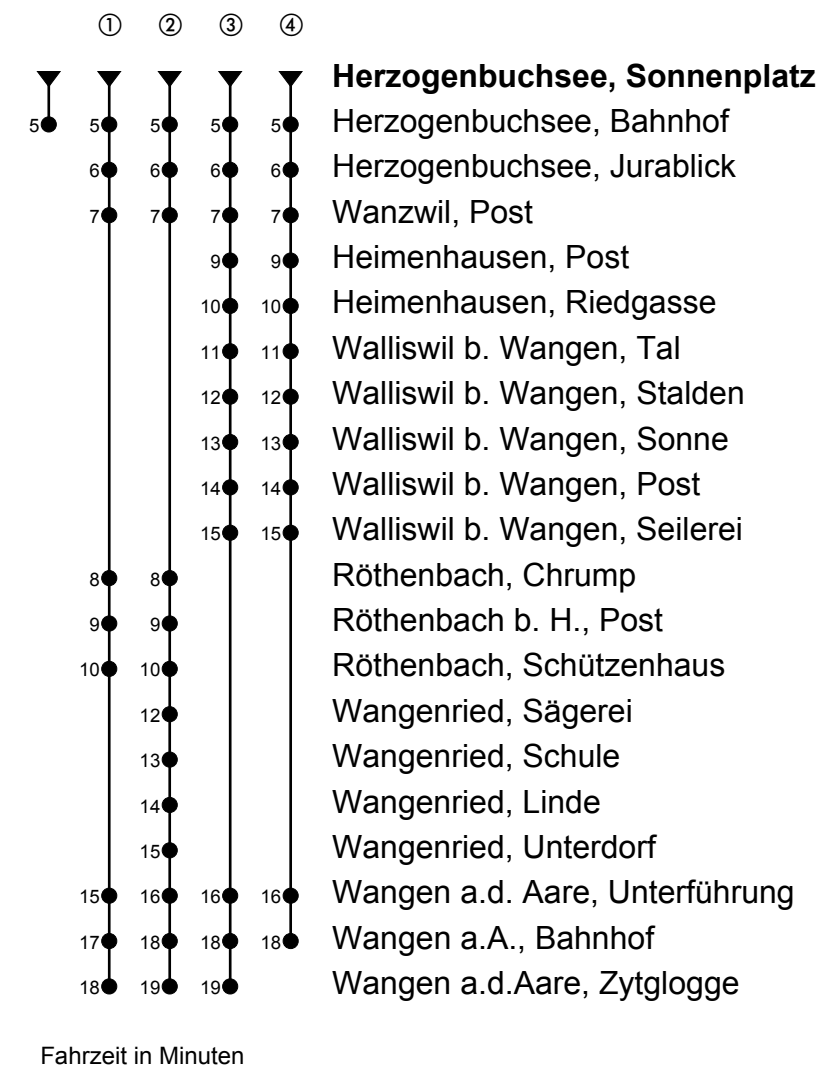 ① ② ③ ④
Herzogenbuchsee, Sonnenplatz
5 5 5 5 5 Herzogenbuchsee, Bahnhof
6 6 6 6 Herzogenbuchsee, Jurablick
7 7 7 7 Wanzwil, Post
9 9 Heimenhausen, Post
10 10 Heimenhausen, Riedgasse
11 11 Walliswil b. Wangen, Tal
12 12 Walliswil b. Wangen, Stalden
13 13 Walliswil b. Wangen, Sonne
14 14 Walliswil b. Wangen, Post
15 15 Walliswil b. Wangen, Seilerei
8 8 Röthenbach, Chrump
9 9 Röthenbach b. H., Post
10 10 Röthenbach, Schützenhaus
12 Wangenried, Sägerei
13 Wangenried, Schule
14 Wangenried, Linde
15 Wangenried, Unterdorf
15 16 16 16 Wangen a.d. Aare, Unterführung
17 18 18 18 Wangen a.A., Bahnhof
18 19 19 Wangen a.d.Aare, Zytglogge
Fahrzeit in Minuten